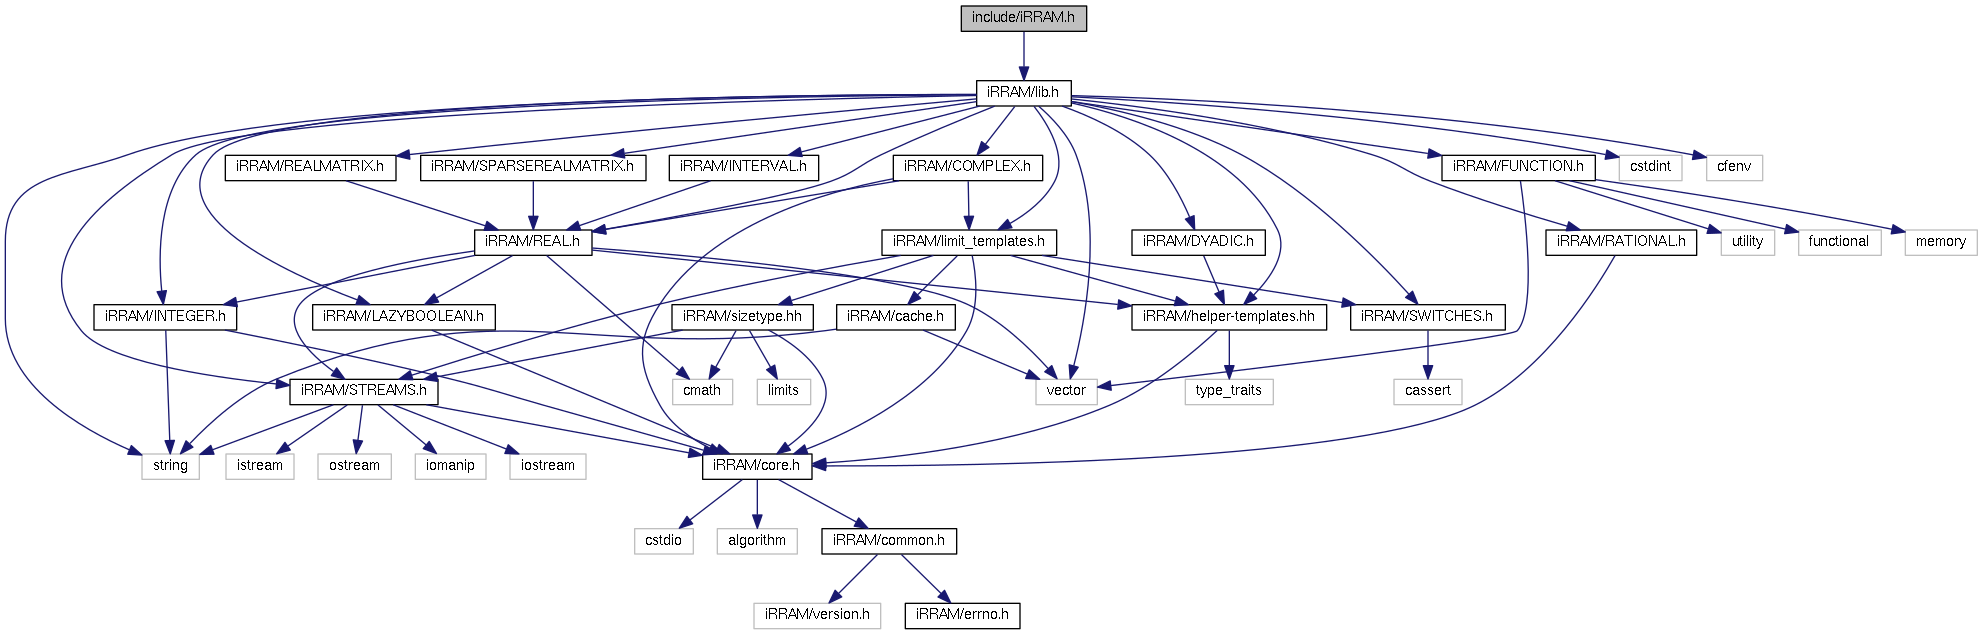 include/iRRAM.h
iRRAM/lib.h
iRRAM/REALMATRIX.h
iRRAM/SPARSEREALMATRIX.h
iRRAM/INTERVAL.h
iRRAM/COMPLEX.h
iRRAM/FUNCTION.h
cstdint
cfenv
iRRAM/REAL.h
iRRAM/limit_templates.h
iRRAM/DYADIC.h
iRRAM/RATIONAL.h
utility
functional
memory
iRRAM/INTEGER.h
iRRAM/LAZYBOOLEAN.h
iRRAM/sizetype.hh
iRRAM/cache.h
iRRAM/helper-templates.hh
iRRAM/SWITCHES.h
iRRAM/STREAMS.h
cmath
limits
vector
type_traits
cassert
string
istream
ostream
iomanip
iostream
iRRAM/core.h
cstdio
algorithm
iRRAM/common.h
iRRAM/version.h
iRRAM/errno.h